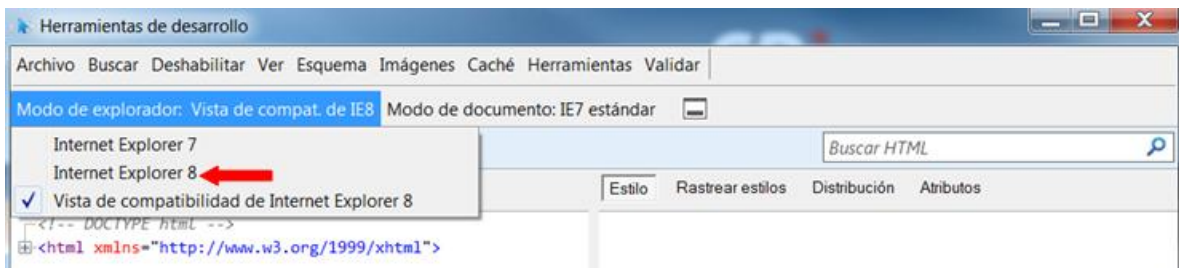 Herramientas de desarrollo
Archivo Buscar Deshabilitar Ver Esquema Imágenes Caché Herramientas Validar
Modo de explorador: Vista de compat. de IE8 Modo de documento: IE7 estándar
Internet Explorer 7
Buscar HTML
Internet Explorer 8
Estilo Rastrear estilos Distribución Atributos
Vista de compatibilidad de Internet Explorer 8
<!-- DOCTYPE html -->
<html xmlns="http://www.w3.org/1999/xhtml">